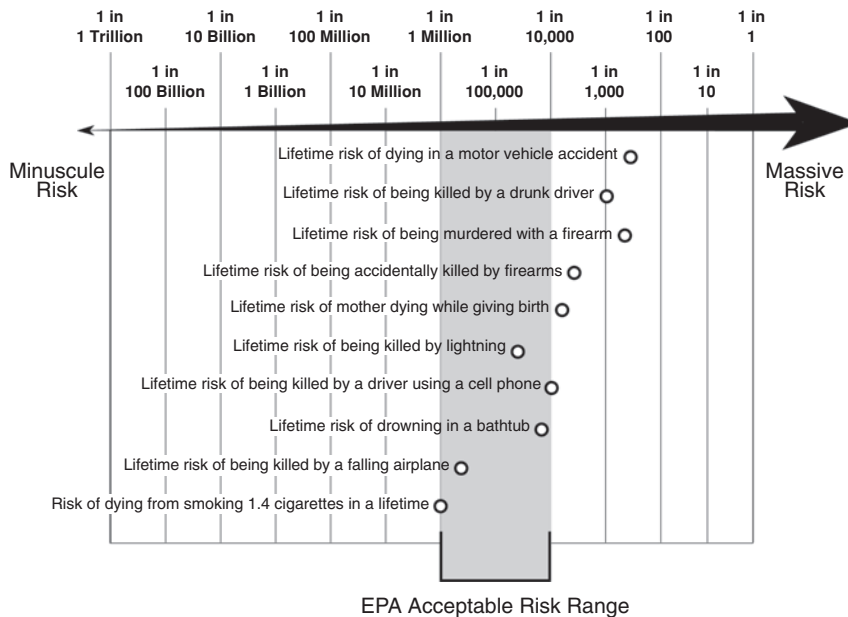 1 in
1 Trillion
1 in
10 Billion
1 in
100 Million
1 in
1 Million
1 in
10,000
1 in
100
1 in
1
1 in
100 Billion
1 in
1 Billion
1 in
10 Million
1 in
100,000
1 in
1,000
1 in
10
Minuscule
Risk
Massive
Risk
Lifetime risk of dying in a motor vehicle accident
Lifetime risk of being killed by a drunk driver
Lifetime risk of being murdered with a firearm
Lifetime risk of being accidentally killed by firearms
Lifetime risk of mother dying while giving birth
Lifetime risk of being killed by lightning
Lifetime risk of being killed by a driver using a cell phone
Lifetime risk of drowning in a bathtub
Lifetime risk of being killed by a falling airplane
Risk of dying from smoking 1.4 cigarettes in a lifetime
EPA Acceptable Risk Range